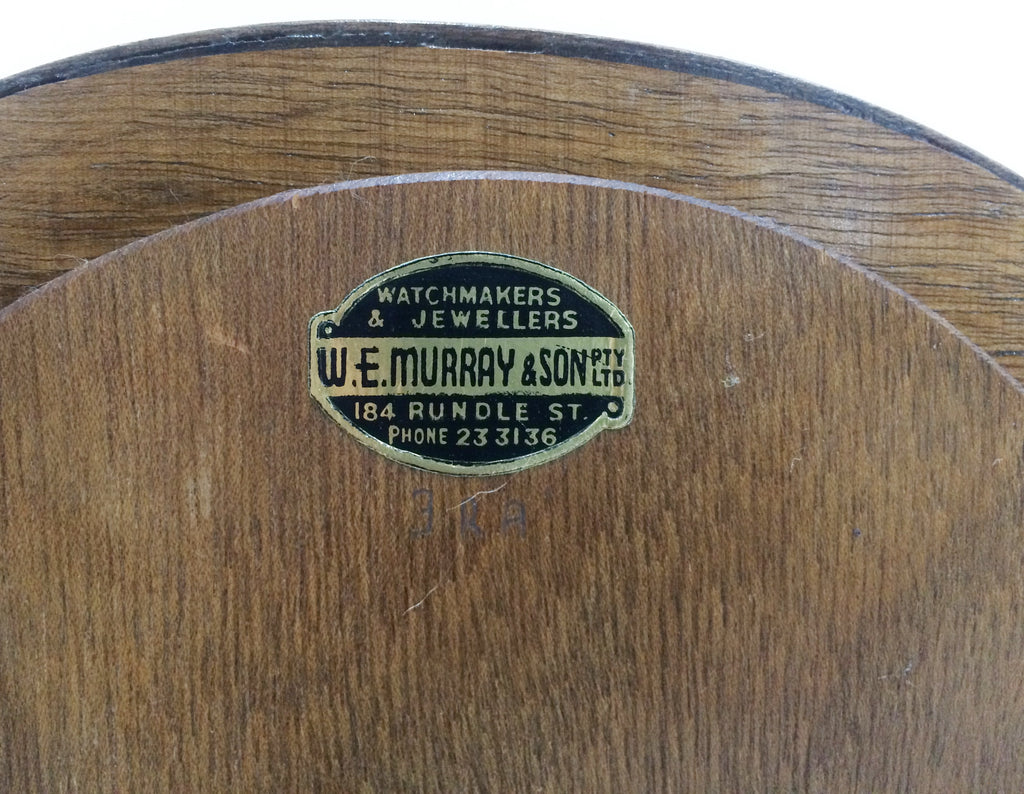 WATCHMAKERS
& JEWELLERS
W.E. MURRAY & SON PTY LTD.
184 RUNDLE ST.
PHONE 23 3136